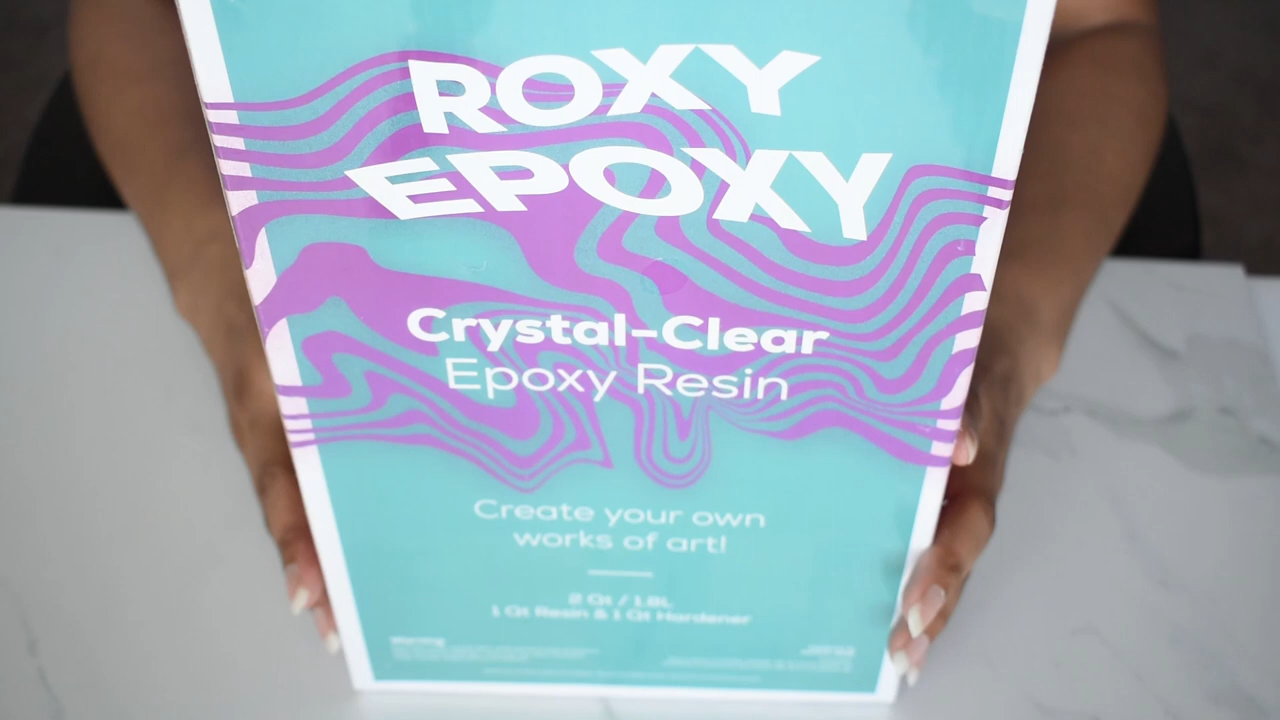 ROXY
EPOXY
Crystal-Clear
Epoxy Resin
Create your own
works of art!
2 Qt / 1.8L
1 Qt Resin & 1 Qt Hardener